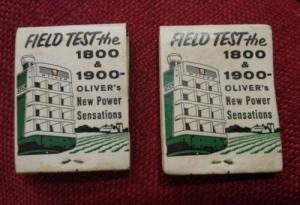 FIELD TEST-the
1800
&
1900-
OLIVER's
New Power
Sensations
FIELD TEST-the
1800
&
1900-
OLIVER's
New Power
Sensations